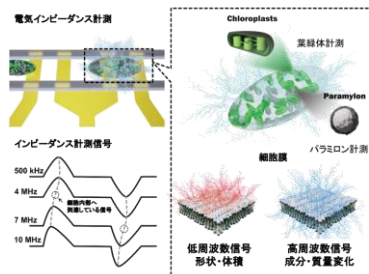 電気インピーダンス計測
インピーダンス計測信号
500 kHz
4 MHz
細胞内部へ
到達している信号
7 MHz
10 MHz
Chloroplasts
葉緑体計測
Paramylon
パラミロン計測
細胞膜
低周波数信号
形状・体積
高周波数信号
成分・質量変化